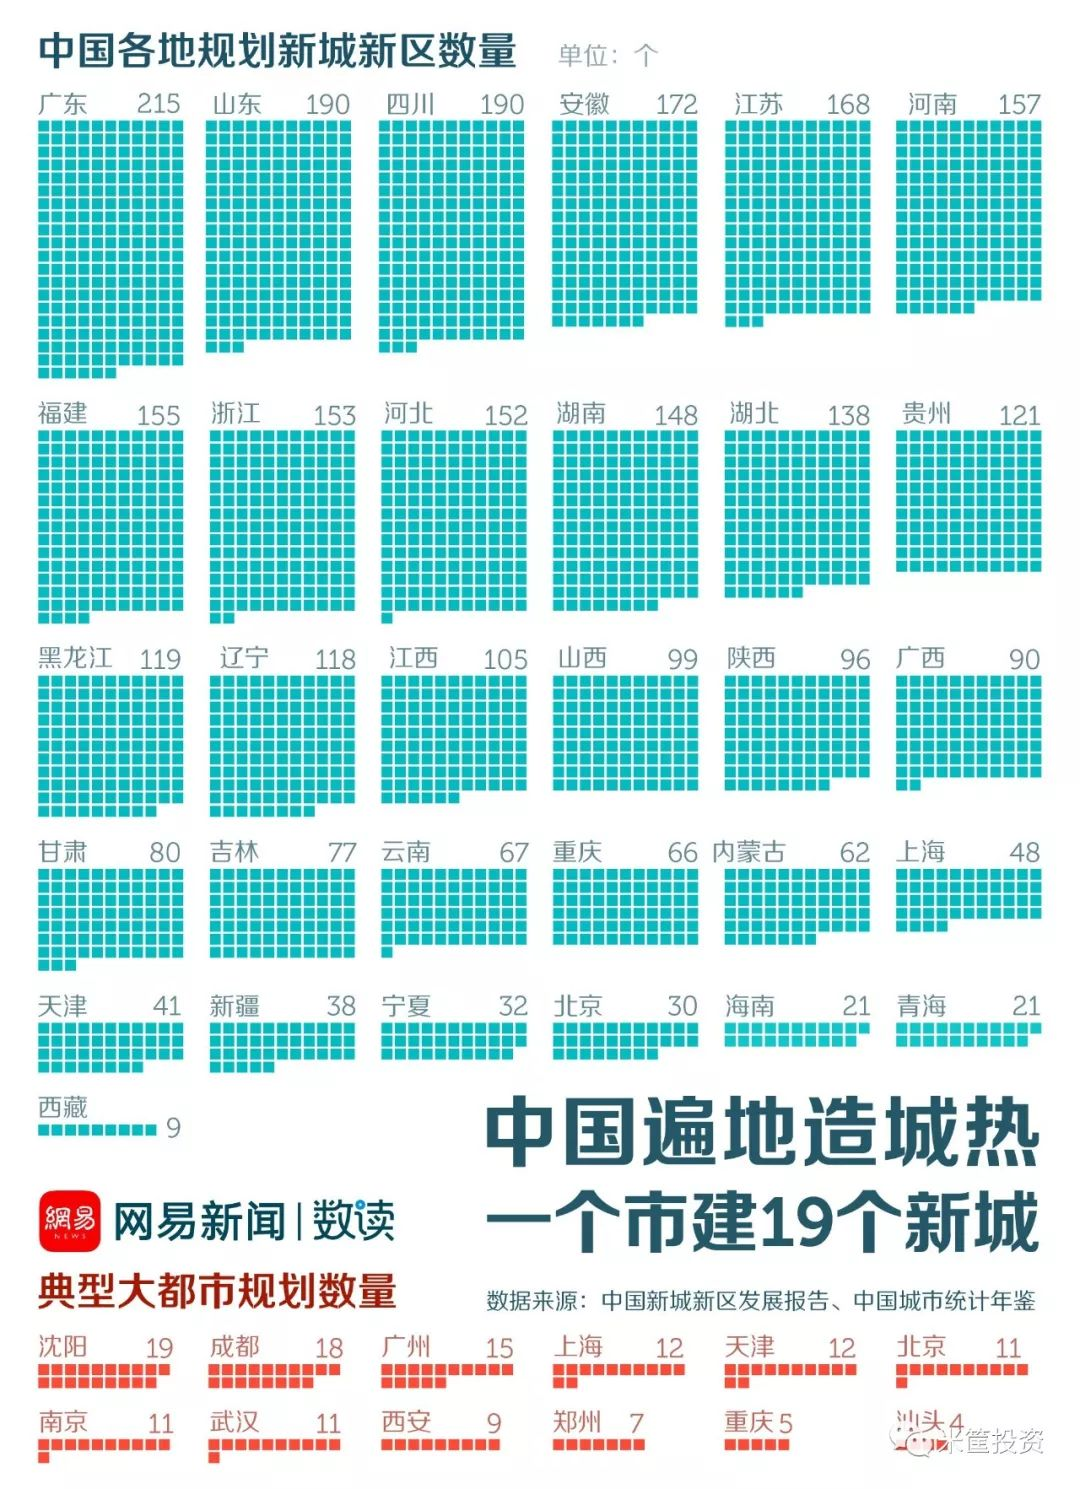 中国各地规划新城新区数量 单位：个
广东 215 山东 190 四川 190 安徽 172 江苏 168 河南 157
福建 155 浙江 153 河北 152 湖南 148 湖北 138 贵州 121
黑龙江 119 辽宁 118 江西 105 山西 99 陕西 96 广西 90
甘肃 80 吉林 77 云南 67 重庆 66 内蒙古 62 上海 48
天津 41 新疆 38 宁夏 32 北京 30 海南 21 青海 21
西藏 9
中国遍地造城热
一个市建19个新城
網易 NEWS 网易新闻 | 数读
典型大都市规划数量
数据来源：中国新城新区发展报告、中国城市统计年鉴
沈阳 19 成都 18 广州 15 上海 12 天津 12 北京 11
南京 11 武汉 11 西安 9 郑州 7 重庆 5 汕头 4
米筐投资